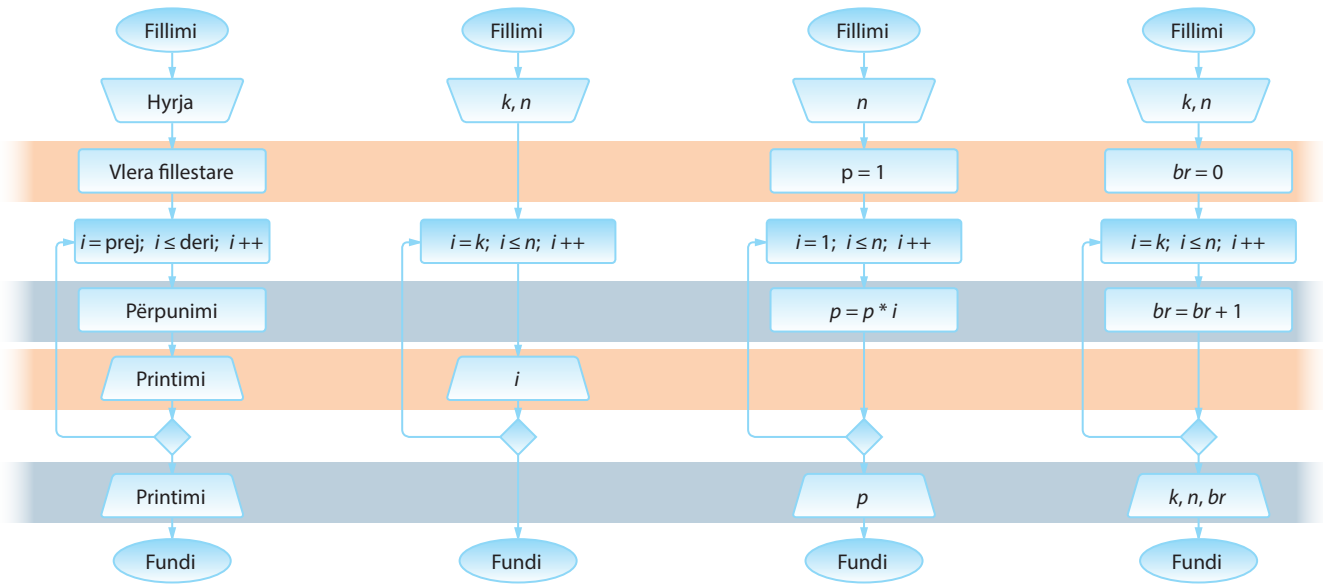 Fillimi
Hyrja
Vlera fillestare
i = prej; i ≤ deri; i ++
Përpunimi
Printimi
Printimi
Fundi
Fillimi
k, n
i = k; i ≤ n; i ++
i
Fundi
Fillimi
n
p = 1
i = 1; i ≤ n; i ++
p = p * i
p
Fundi
Fillimi
k, n
br = 0
i = k; i ≤ n; i ++
br = br + 1
k, n, br
Fundi